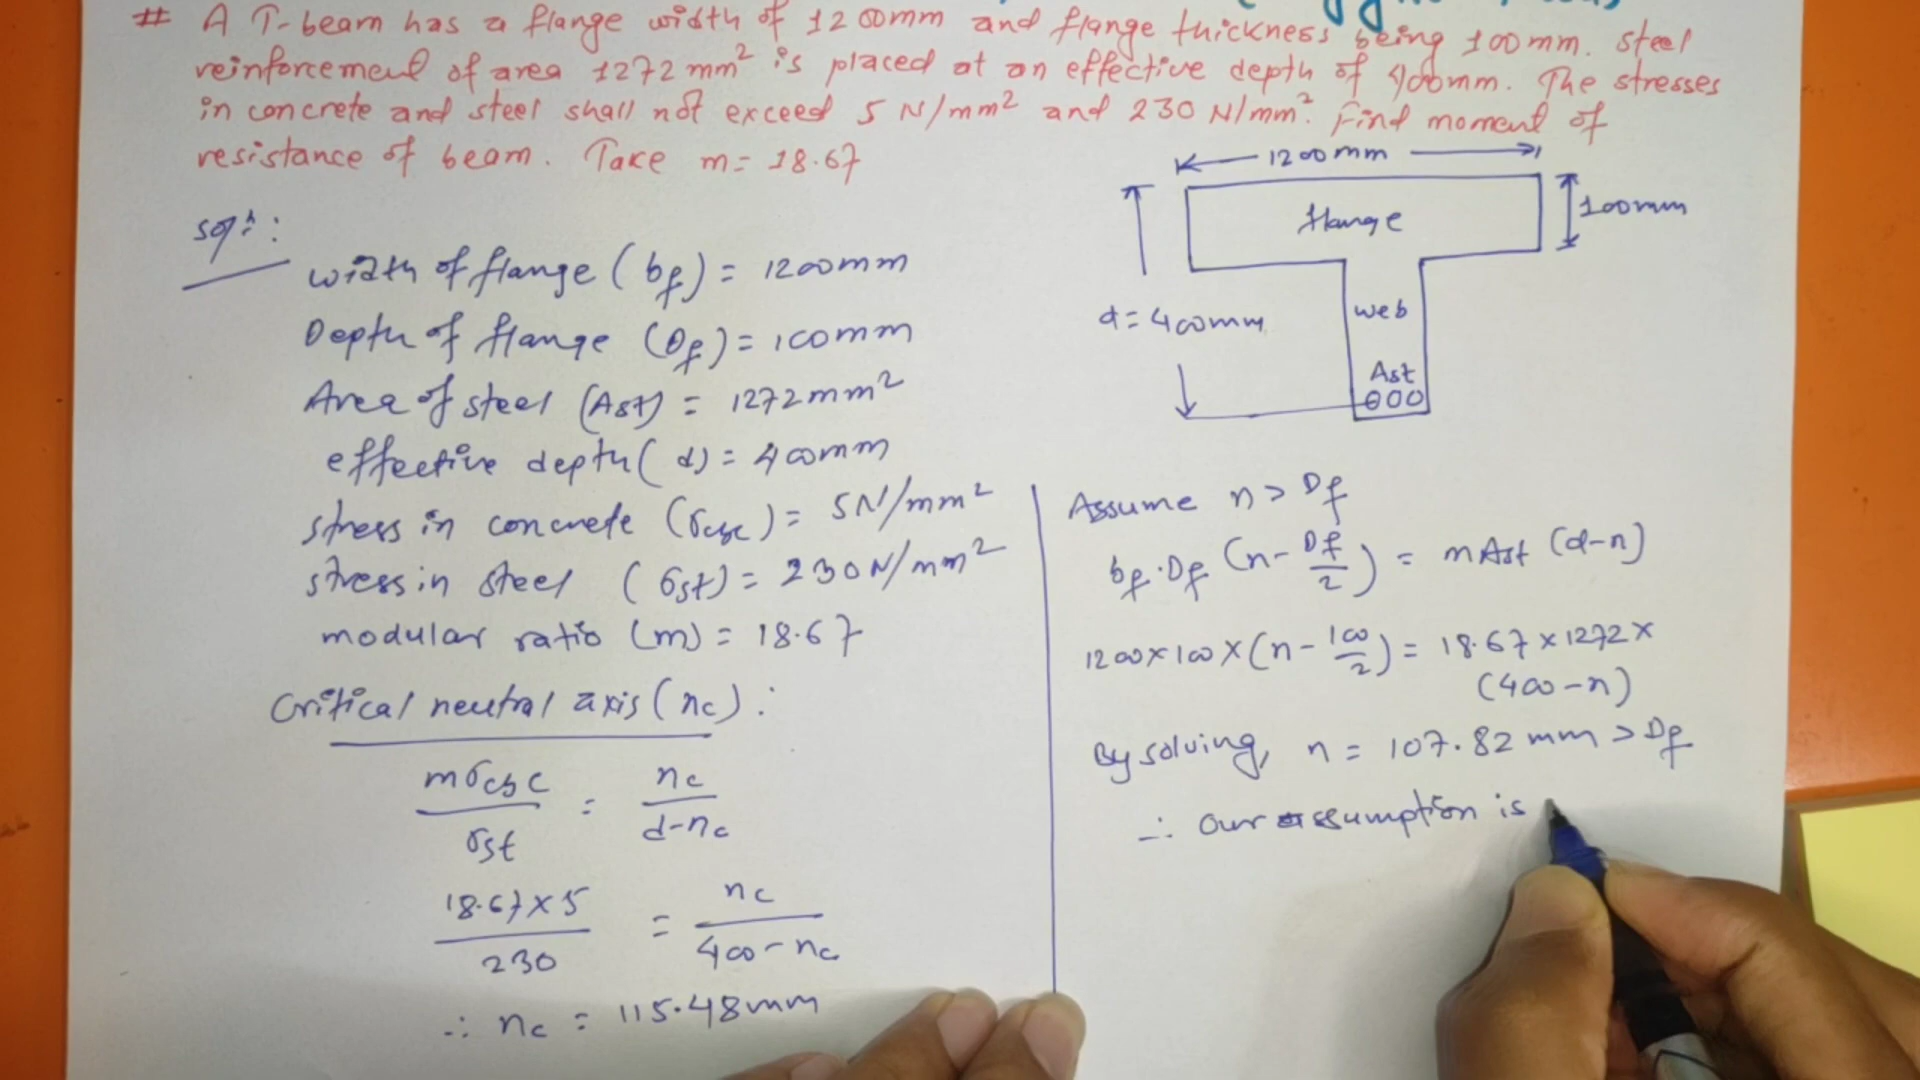 # A T-beam has a flange width of 1200mm and flange thickness being 100mm. Steel
reinforcement of area 1272mm² is placed at an effective depth of 400mm. The stresses
in concrete and steel shall not exceed 5 N/mm² and 230 N/mm². Find moment of
resistance of beam. Take m= 18.67
1200mm
flange
100mm
d=400mm
web
Ast
soln:
width of flange (bf) = 1200mm
Depth of flange (Df) = 100mm
Area of steel (Ast) = 1272mm²
effective depth (d) = 400mm
stress in concrete (σcbc) = 5N/mm²
stress in steel (σst) = 230N/mm²
modular ratio (m) = 18.67
Critical neutral axis (nc):
mσcbc/σst = nc/d-nc
18.67×5/230 = nc/400-nc
∴ nc = 115.48mm
Assume n > Df
bf.Df (n-Df/2) = mAst (d-n)
1200×100×(n-100/2) = 18.67×1272×
(400-n)
By solving, n = 107.82 mm > Df
∴ our assumption is